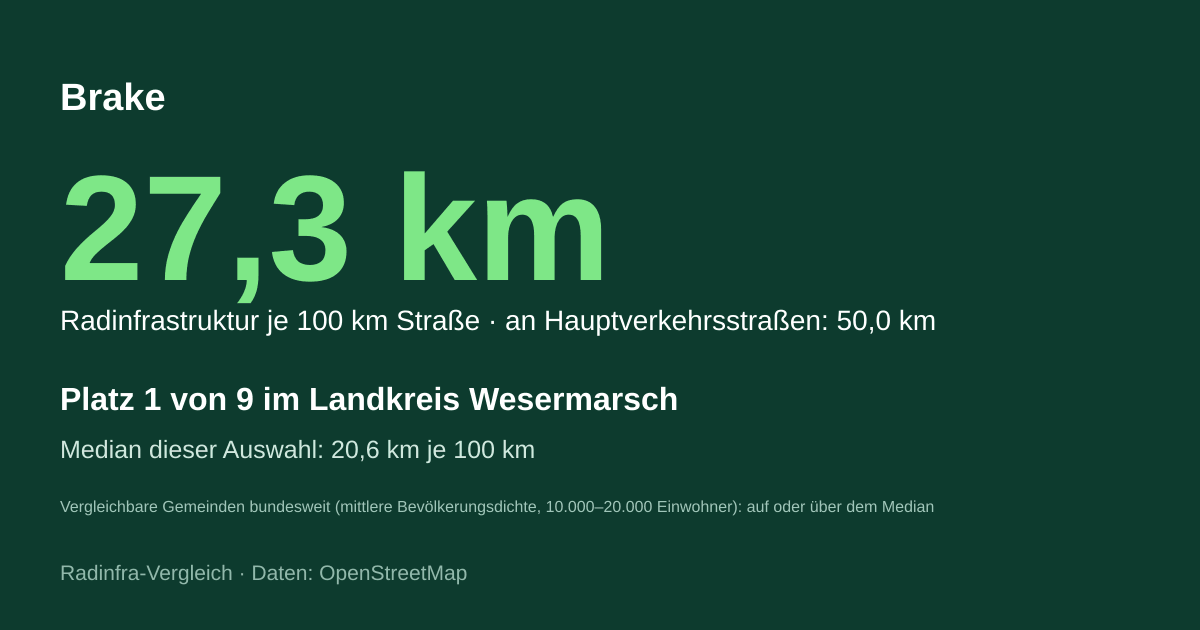 Brake
27,3 km
Radinfrastruktur je 100 km Straße · an Hauptverkehrsstraßen: 50,0 km
Platz 1 von 9 im Landkreis Wesermarsch
Median dieser Auswahl: 20,6 km je 100 km
Vergleichbare Gemeinden bundesweit (mittlere Bevölkerungsdichte, 10.000–20.000 Einwohner): auf oder über dem Median
Radinfra-Vergleich · Daten: OpenStreetMap